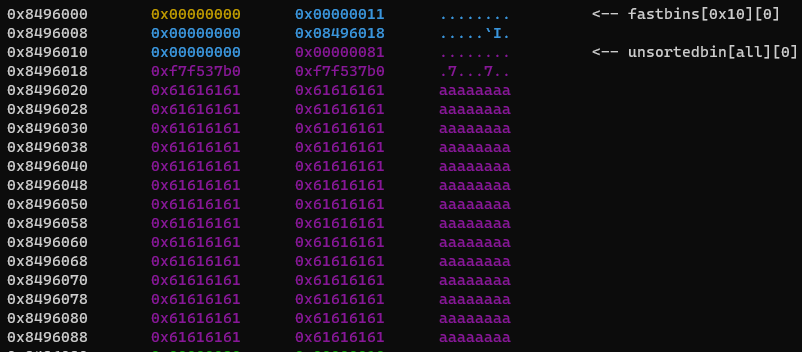 0x8496000 0x00000000 0x00000011 ........ <-- fastbins[0x10][0]
0x8496008 0x00000000 0x08496018 .....`I.
0x8496010 0x00000000 0x00000081 ........ <-- unsortedbin[all][0]
0x8496018 0xf7f537b0 0xf7f537b0 .7...7..
0x8496020 0x61616161 0x61616161 aaaaaaaa
0x8496028 0x61616161 0x61616161 aaaaaaaa
0x8496030 0x61616161 0x61616161 aaaaaaaa
0x8496038 0x61616161 0x61616161 aaaaaaaa
0x8496040 0x61616161 0x61616161 aaaaaaaa
0x8496048 0x61616161 0x61616161 aaaaaaaa
0x8496050 0x61616161 0x61616161 aaaaaaaa
0x8496058 0x61616161 0x61616161 aaaaaaaa
0x8496060 0x61616161 0x61616161 aaaaaaaa
0x8496068 0x61616161 0x61616161 aaaaaaaa
0x8496070 0x61616161 0x61616161 aaaaaaaa
0x8496078 0x61616161 0x61616161 aaaaaaaa
0x8496080 0x61616161 0x61616161 aaaaaaaa
0x8496088 0x61616161 0x61616161 aaaaaaaa